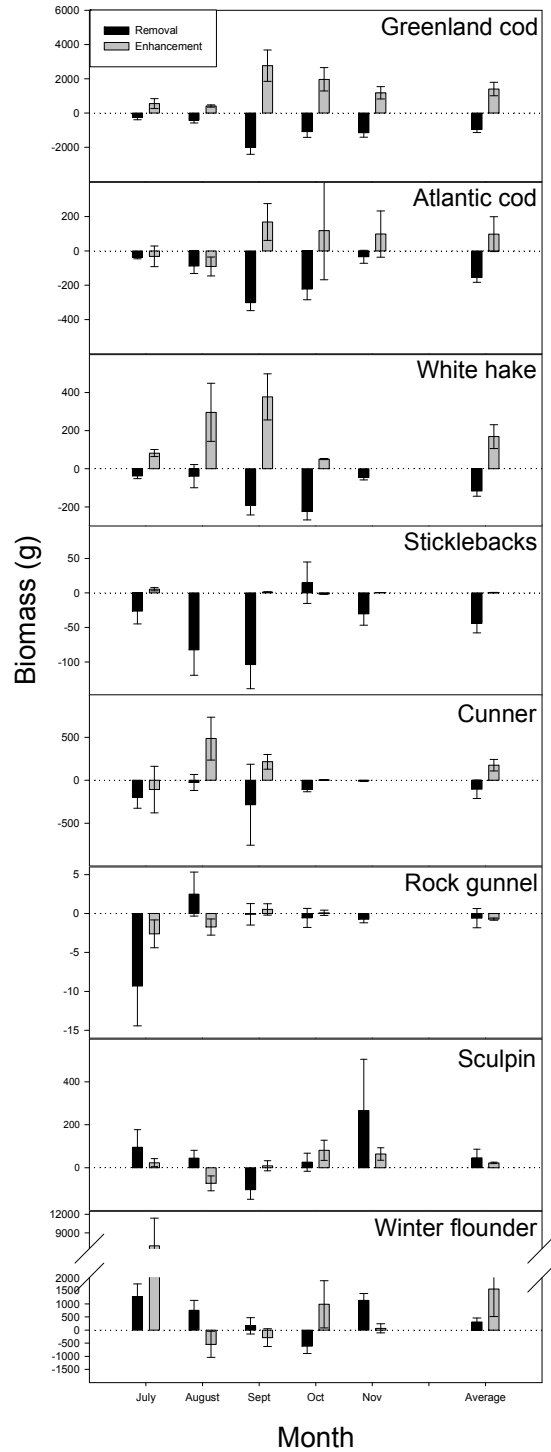 6000
4000
2000
0
-2000
Removal
Enhancement
Greenland cod
200
0
-200
-400
Atlantic cod
400
200
0
-200
White hake
50
0
-50
-100
Sticklebacks
500
0
-500
Cunner
5
0
-5
-10
-15
Rock gunnel
400
200
0
Sculpin
12000
9000
2000
1500
1000
500
0
-500
-1000
-1500
Winter flounder
Biomass (g)
July August Sept Oct Nov Average
Month